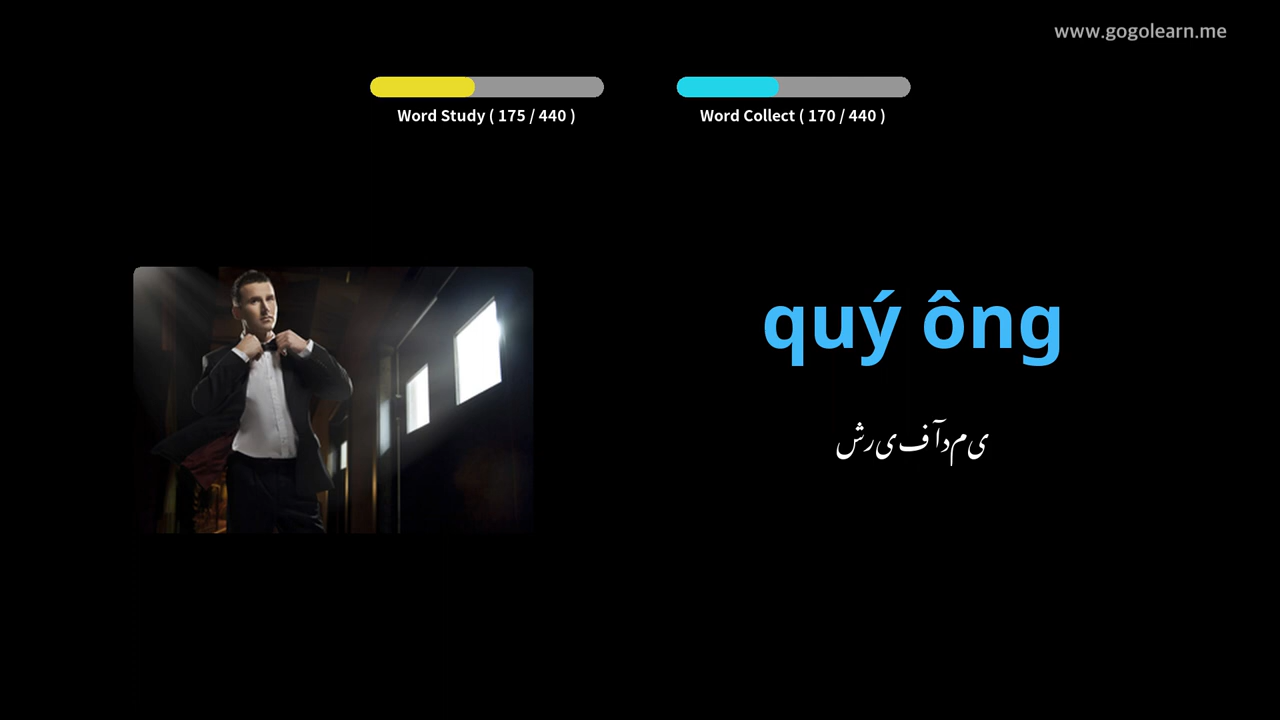 www.gogolearn.me
Word Study ( 175 / 440 )
Word Collect ( 170 / 440 )
quý ông
شریف آدمی